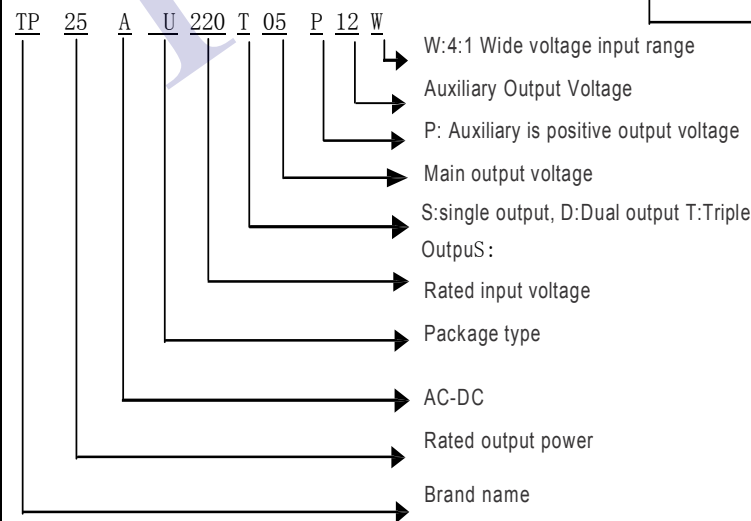 TP 25 A U 220 T 05 P 12 W
W:4:1 Wide voltage input range
Auxiliary Output Voltage
P: Auxiliary is positive output voltage
Main output voltage
S:single output, D:Dual output T:Triple
OutpuS:
Rated input voltage
Package type
AC-DC
Rated output power
Brand name